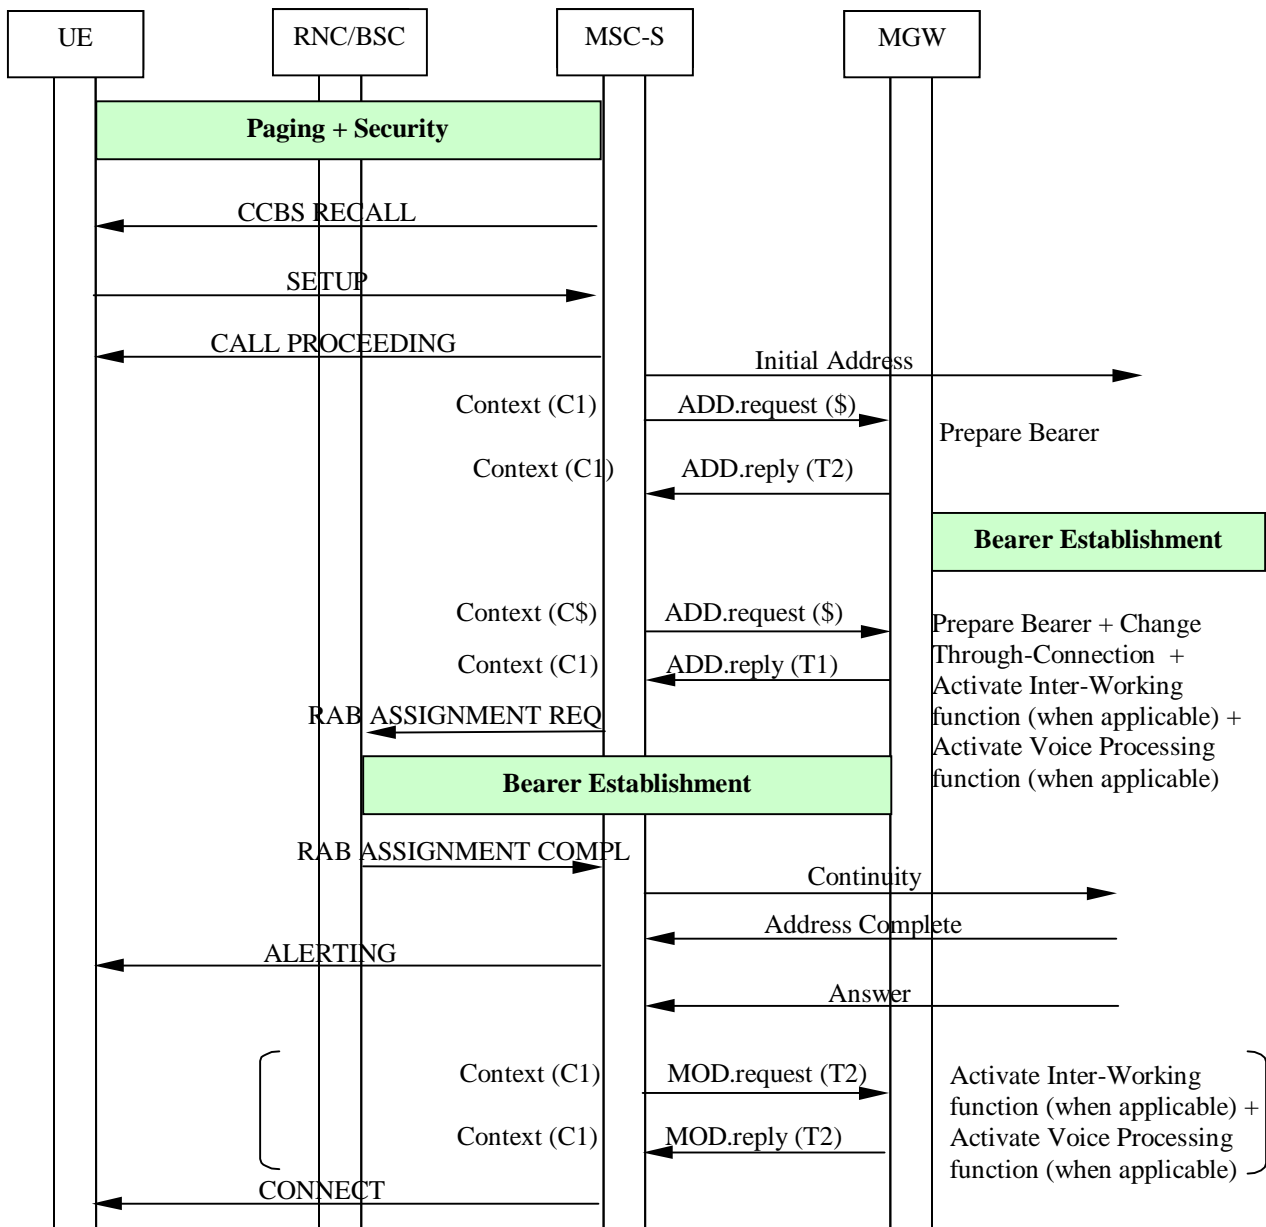 UE
RNC/BSC
MSC-S
MGW
Paging + Security
CCBS RECALL
SETUP
CALL PROCEEDING
Initial Address
Context (C1)
ADD.request ($)
Prepare Bearer
Context (C1)
ADD.reply (T2)
Bearer Establishment
Context (C$)
ADD.request ($)
Context (C1)
ADD.reply (T1)
Prepare Bearer + Change
Through-Connection +
Activate Inter-Working
function (when applicable) +
Activate Voice Processing
function (when applicable)
RAB ASSIGNMENT REQ
Bearer Establishment
RAB ASSIGNMENT COMPL
Continuity
Address Complete
ALERTING
Answer
Context (C1)
MOD.request (T2)
Context (C1)
MOD.reply (T2)
Activate Inter-Working
function (when applicable) +
Activate Voice Processing
function (when applicable)
CONNECT